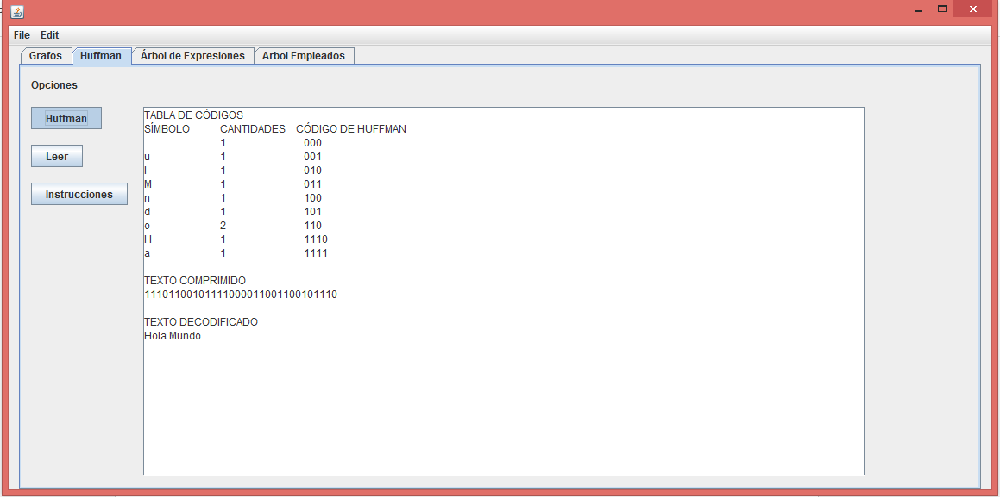 File Edit
Grafos Huffman Árbol de Expresiones Arbol Empleados
Opciones
Huffman
Leer
Instrucciones
TABLA DE CÓDIGOS
SÍMBOLO CANTIDADES CÓDIGO DE HUFFMAN
1 000
u 1 001
l 1 010
M 1 011
n 1 100
d 1 101
o 2 110
H 1 1110
a 1 1111
TEXTO COMPRIMIDO
11101100101111000011001100101110
TEXTO DECODIFICADO
Hola Mundo